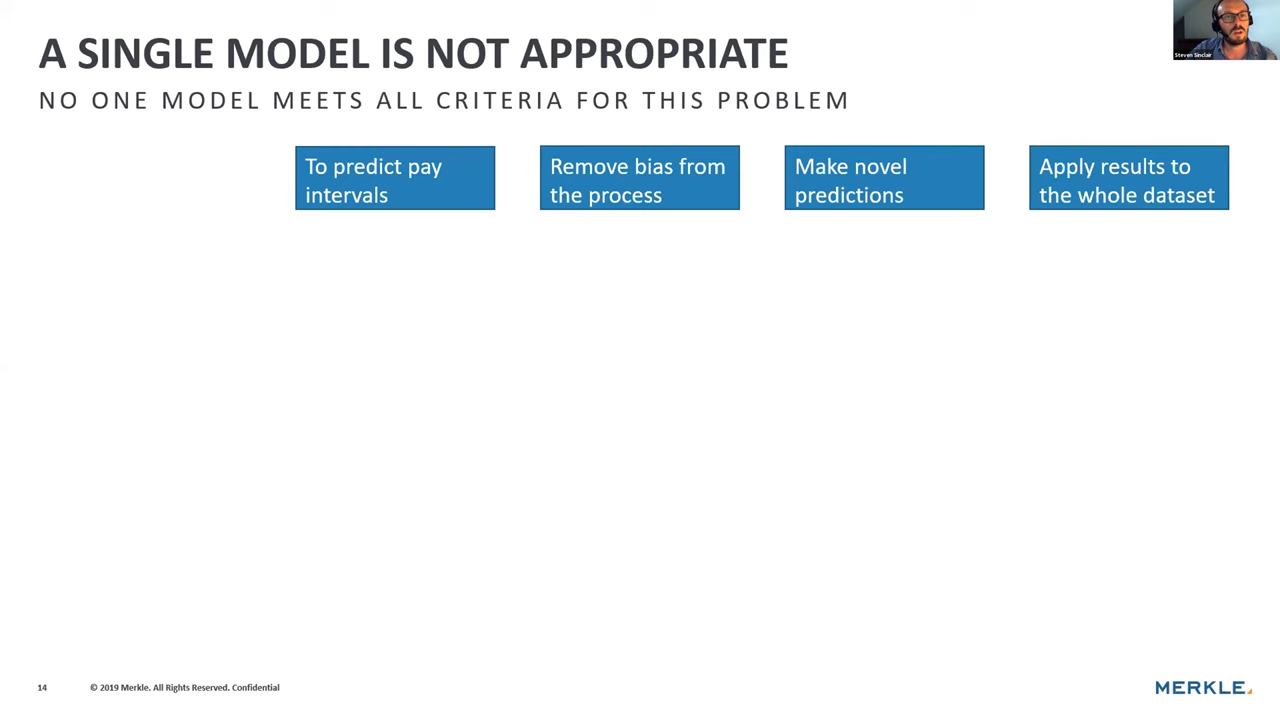 A SINGLE MODEL IS NOT APPROPRIATE
NO ONE MODEL MEETS ALL CRITERIA FOR THIS PROBLEM
Steven Sinclair
To predict pay
intervals
Remove bias from
the process
Make novel
predictions
Apply results to
the whole dataset
14
© 2019 Merkle. All Rights Reserved. Confidential
MERKLE